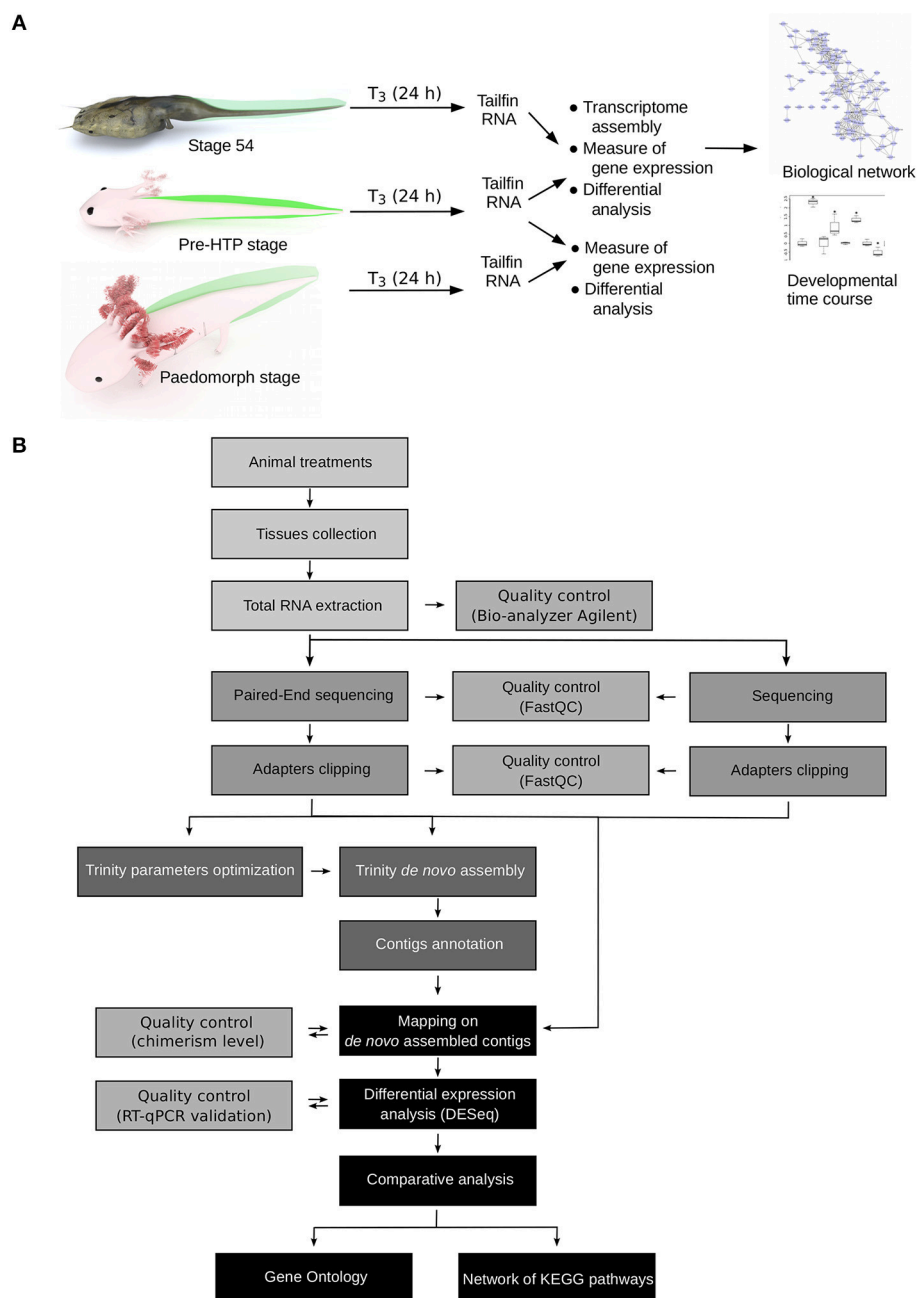 A
T3 (24 h)
Tailfin
RNA
Stage 54
● Transcriptome
assembly
● Measure of
gene expression
● Differential
analysis
Biological network
T3 (24 h)
Tailfin
RNA
Pre-HTP stage
● Measure of
gene expression
● Differential
analysis
Developmental
time course
T3 (24 h)
Tailfin
RNA
Paedomorph stage
B
Animal treatments
Tissues collection
Total RNA extraction
Quality control
(Bio-analyzer Agilent)
Paired-End sequencing
Quality control
(FastQC)
Sequencing
Adapters clipping
Quality control
(FastQC)
Adapters clipping
Trinity parameters optimization
Trinity de novo assembly
Contigs annotation
Quality control
(chimerism level)
Mapping on
de novo assembled contigs
Quality control
(RT-qPCR validation)
Differential expression
analysis (DESeq)
Comparative analysis
Gene Ontology
Network of KEGG pathways